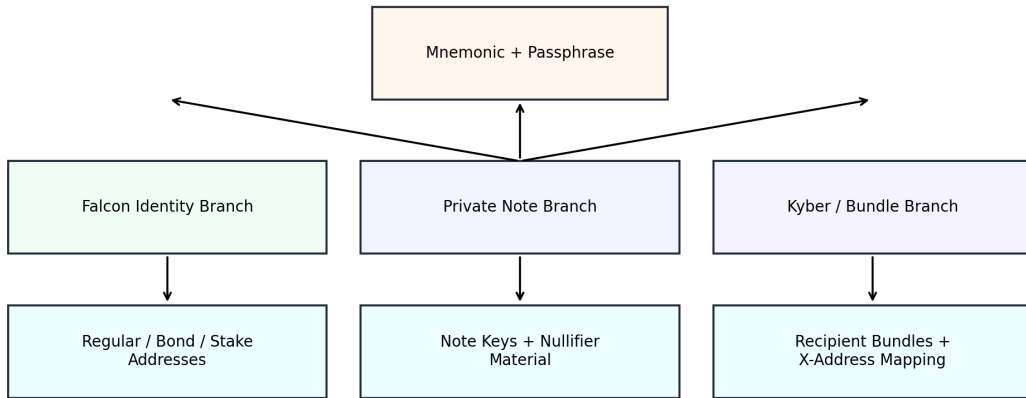 Mnemonic + Passphrase
Falcon Identity Branch
Private Note Branch
Kyber / Bundle Branch
Regular / Bond / Stake
Addresses
Note Keys + Nullifier
Material
Recipient Bundles +
X-Address Mapping